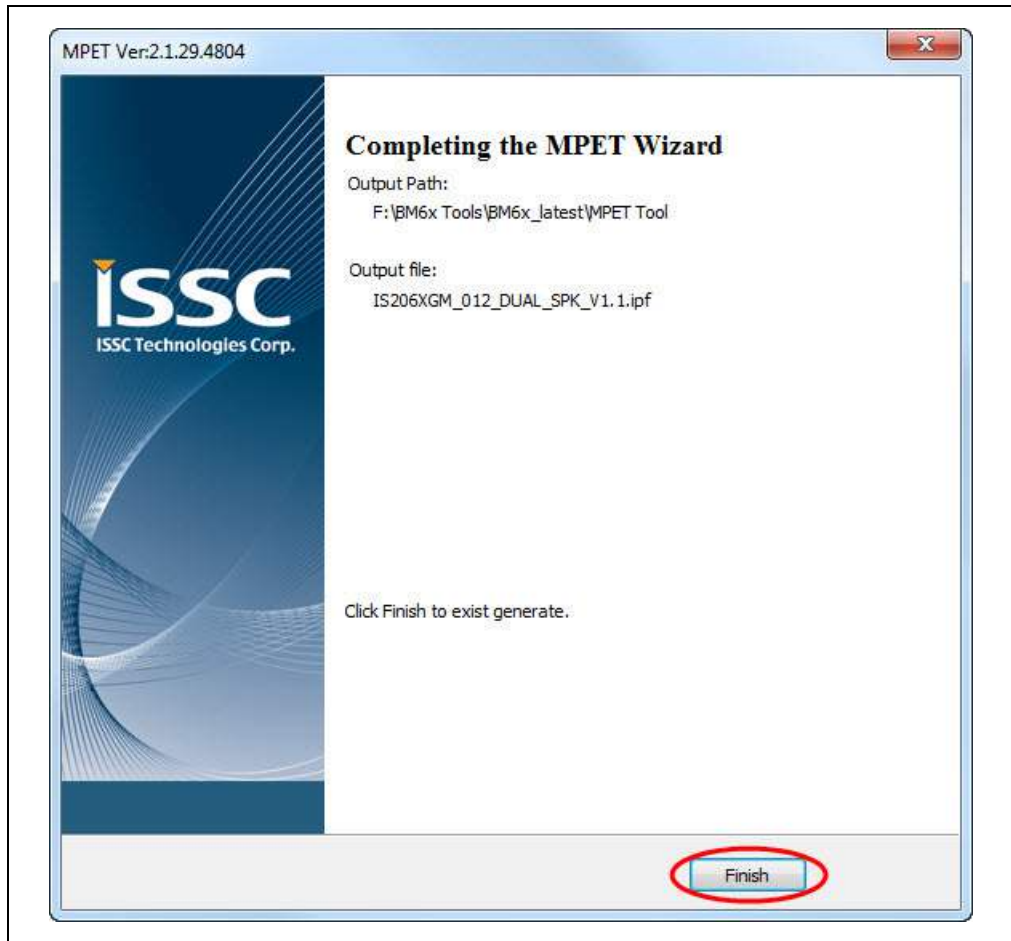 MPET Ver:2.1.29.4804
x
Completing the MPET Wizard
Output Path:
F:\BM6x Tools\BM6x_latest\MPET Tool
Output file:
IS206XGM_012_DUAL_SPK_V1.1.ipf
ISSC
ISSC Technologies Corp.
Click Finish to exist generate.
Finish